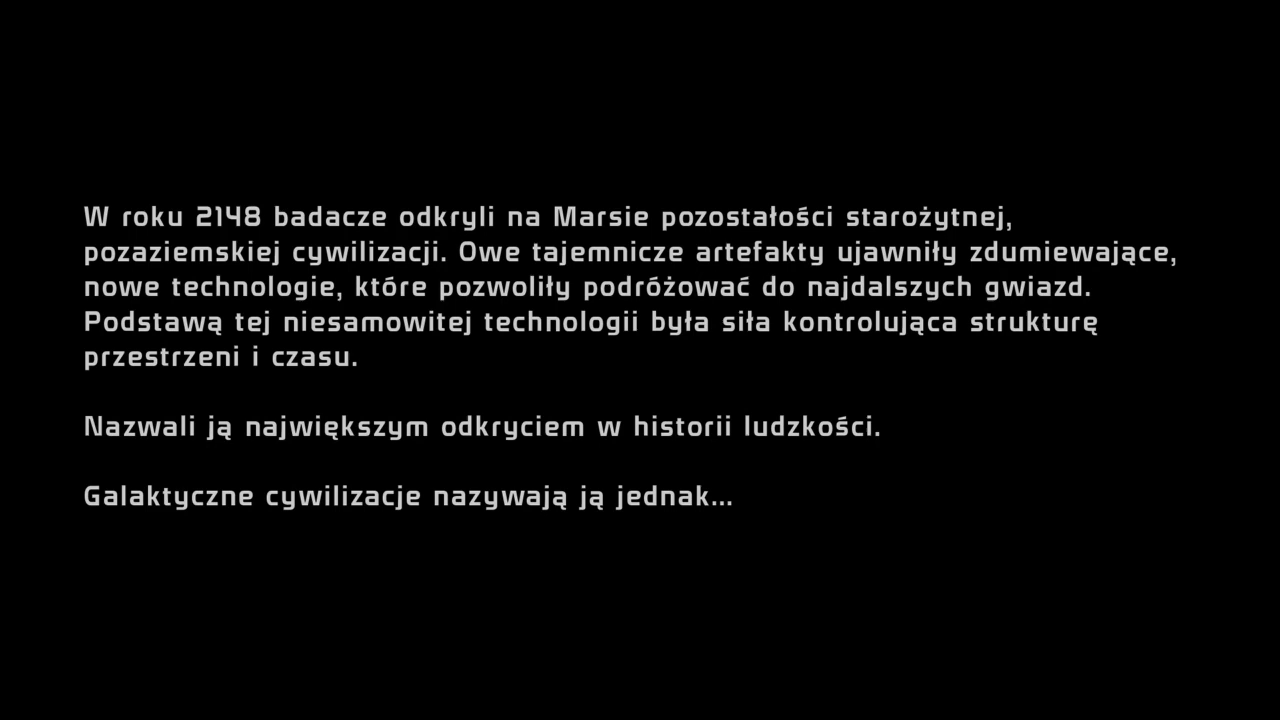 W roku 2148 badacze odkryli na Marsie pozostałości starożytnej,
pozaziemskiej cywilizacji. Owe tajemnicze artefakty ujawniły zdumiewające,
nowe technologie, które pozwoliły podróżować do najdalszych gwiazd.
Podstawą tej niesamowitej technologii była siła kontrolująca strukturę
przestrzeni i czasu.
Nazwali ją największym odkryciem w historii ludzkości.
Galaktyczne cywilizacje nazywają ją jednak...